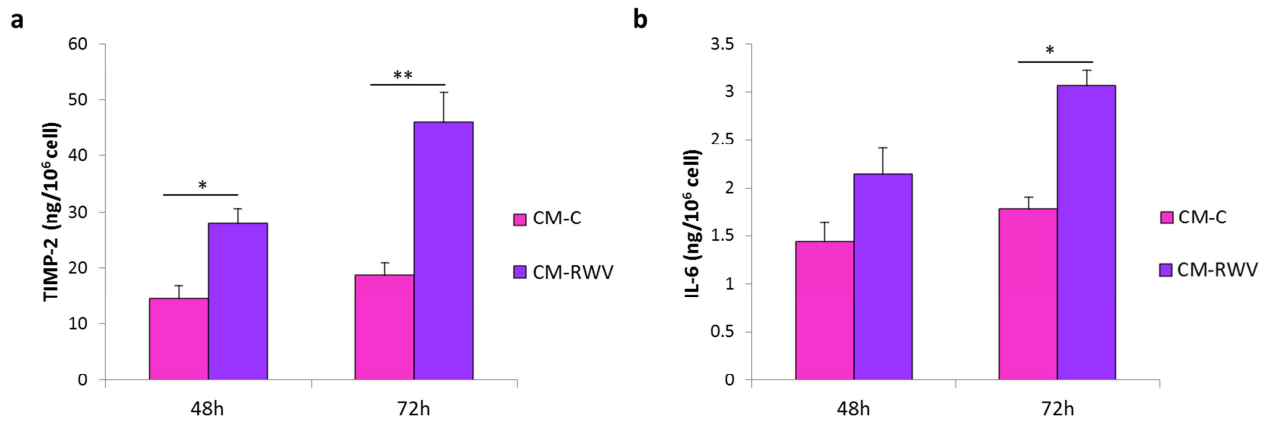 a
TIMP-2 (ng/10⁶ cell)
60
50
40
30
20
10
0
*
**
48h
72h
CM-C
CM-RWV
b
IL-6 (ng/10⁶ cell)
3.5
3
2.5
2
1.5
1
0.5
0
*
48h
72h
CM-C
CM-RWV